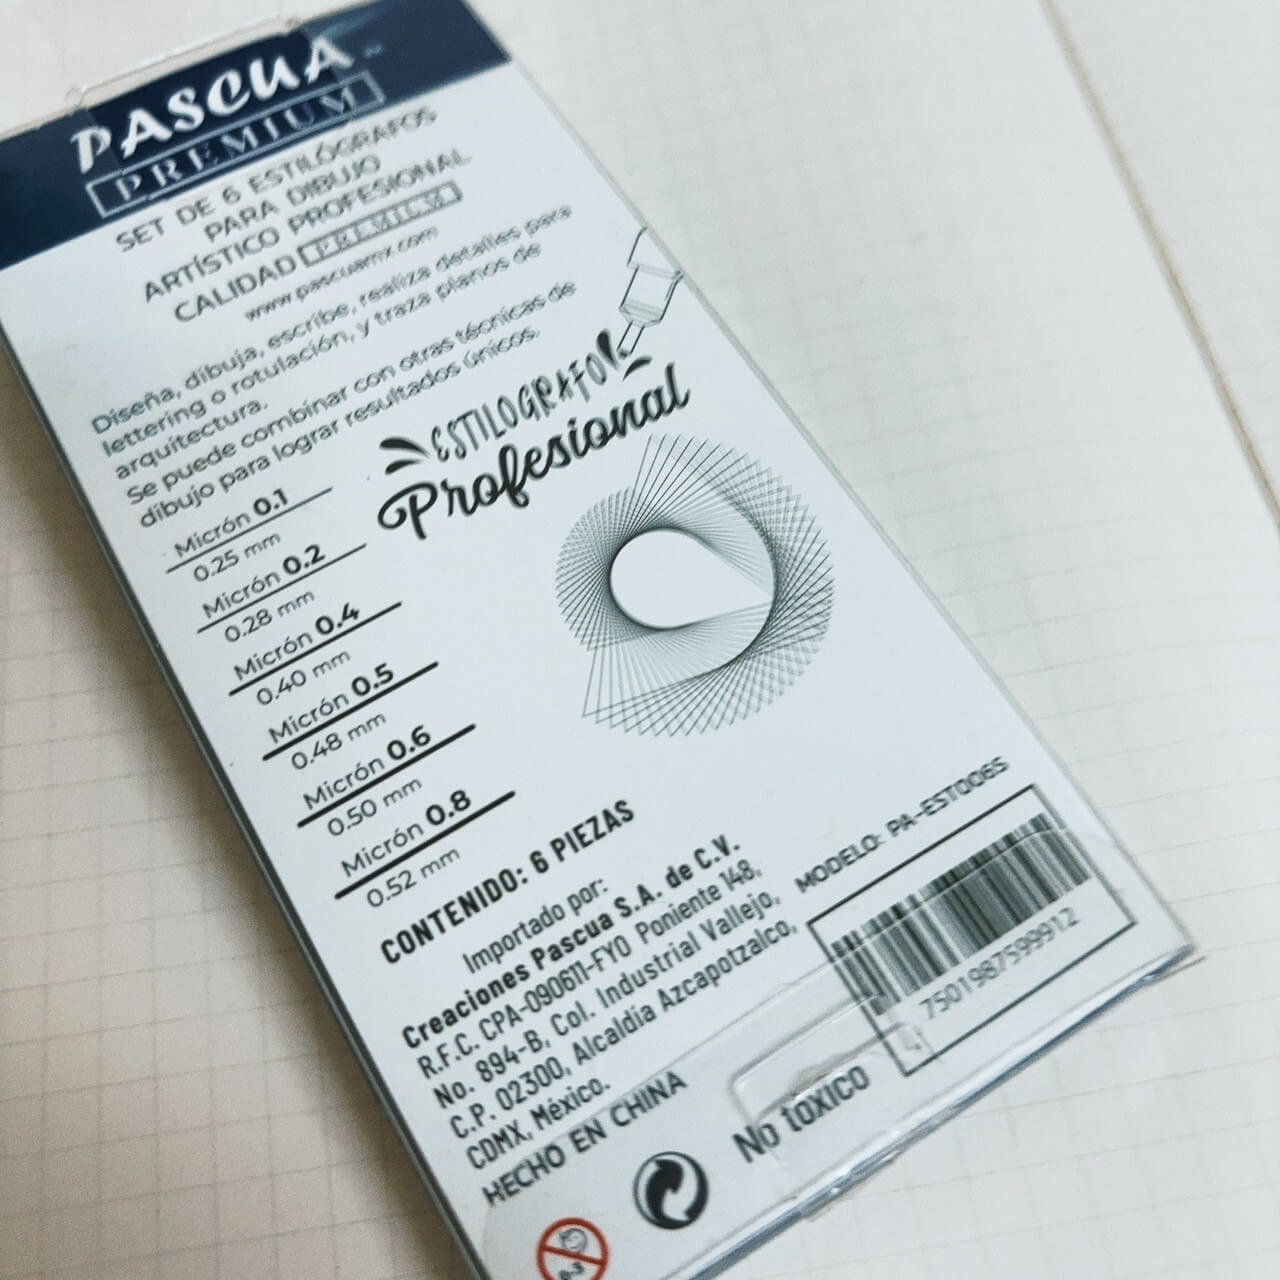 PASCUA
PREMIUM
SET DE 6 ESTILÓGRAFOS
PARA DIBUJO
ARTÍSTICO PROFESIONAL
CALIDAD PREMIUM
www.pascuamx.com
Diseña, dibuja, escribe, realiza detalles para
lettering o rotulación, y traza planos de
arquitectura.
Se puede combinar con otras técnicas de
dibujo para lograr resultados únicos.
ESTILOGRAFO
Profesional
Micrón 0.1
0.25 mm
Micrón 0.2
0.28 mm
Micrón 0.4
0.40 mm
Micrón 0.5
0.48 mm
Micrón 0.6
0.50 mm
Micrón 0.8
0.52 mm
CONTENIDO: 6 PIEZAS
Importado por:
Creaciones Pascua S.A. de C.V.
R.F.C. CPA-090611-FY0 Poniente 148,
No. 894-B, Col. Industrial Vallejo,
C.P. 02300, Alcaldía Azcapotzalco,
CDMX, México.
HECHO EN CHINA
MODELO: PA-EST006S
7501987599912
No tóxico
0-3